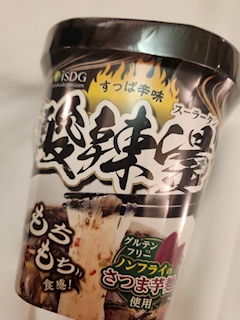 ISDG
すっぱ辛味
スーラータン
酸辣湯
もち
もち
食感!
グルテン
フリー
ノンフライの
さつま芋麺
使用